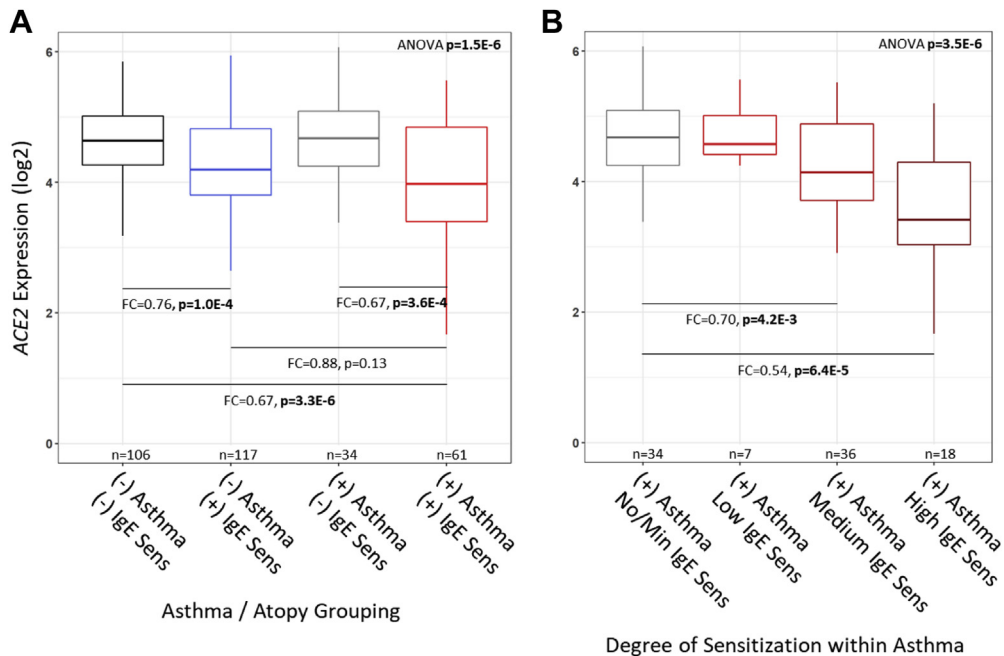 A
ANOVA p=1.5E-6
ACE2 Expression (log2)
6
4
2
0
FC=0.76, p=1.0E-4
FC=0.67, p=3.6E-4
FC=0.88, p=0.13
FC=0.67, p=3.3E-6
n=106
n=117
n=34
n=61
(-) Asthma
(-) IgE Sens
(-) Asthma
(+) IgE Sens
(+) Asthma
(-) IgE Sens
(+) Asthma
(+) IgE Sens
Asthma / Atopy Grouping
B
ANOVA p=3.5E-6
6
4
2
0
FC=0.70, p=4.2E-3
FC=0.54, p=6.4E-5
n=34
n=7
n=36
n=18
(+) Asthma
No/Min IgE Sens
(+) Asthma
Low IgE Sens
(+) Asthma
Medium IgE Sens
(+) Asthma
High IgE Sens
Degree of Sensitization within Asthma